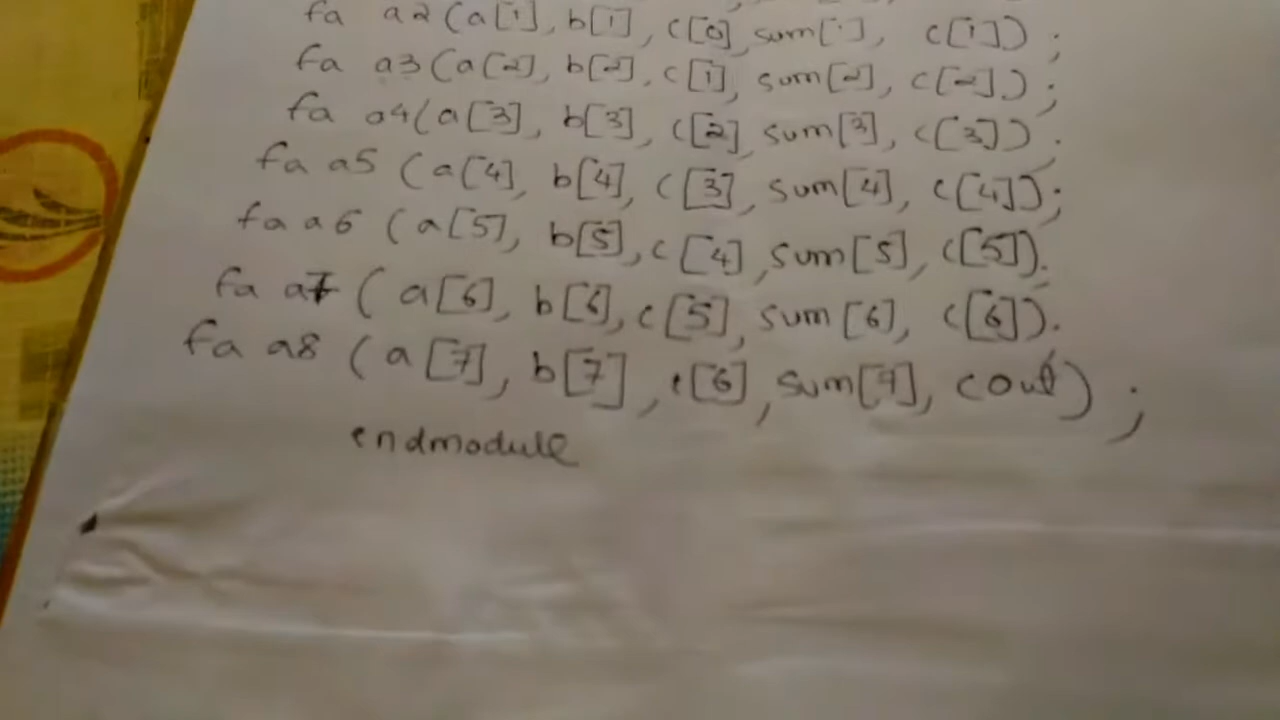 fa a2(a[1], b[1], c[0], sum[1], c[1]);
fa a3(a[2], b[2], c[1], sum[2], c[2]);
fa a4(a[3], b[3], c[2], sum[3], c[3]).
fa a5 (a[4], b[4], c[3], sum[4], c[4]);
fa a6 (a[5], b[5], c[4], sum[5], c[5]).
fa a7 (a[6], b[6], c[5], sum[6], c[6]).
fa a8 (a[7], b[7], c[6], sum[7], cout);
endmodule